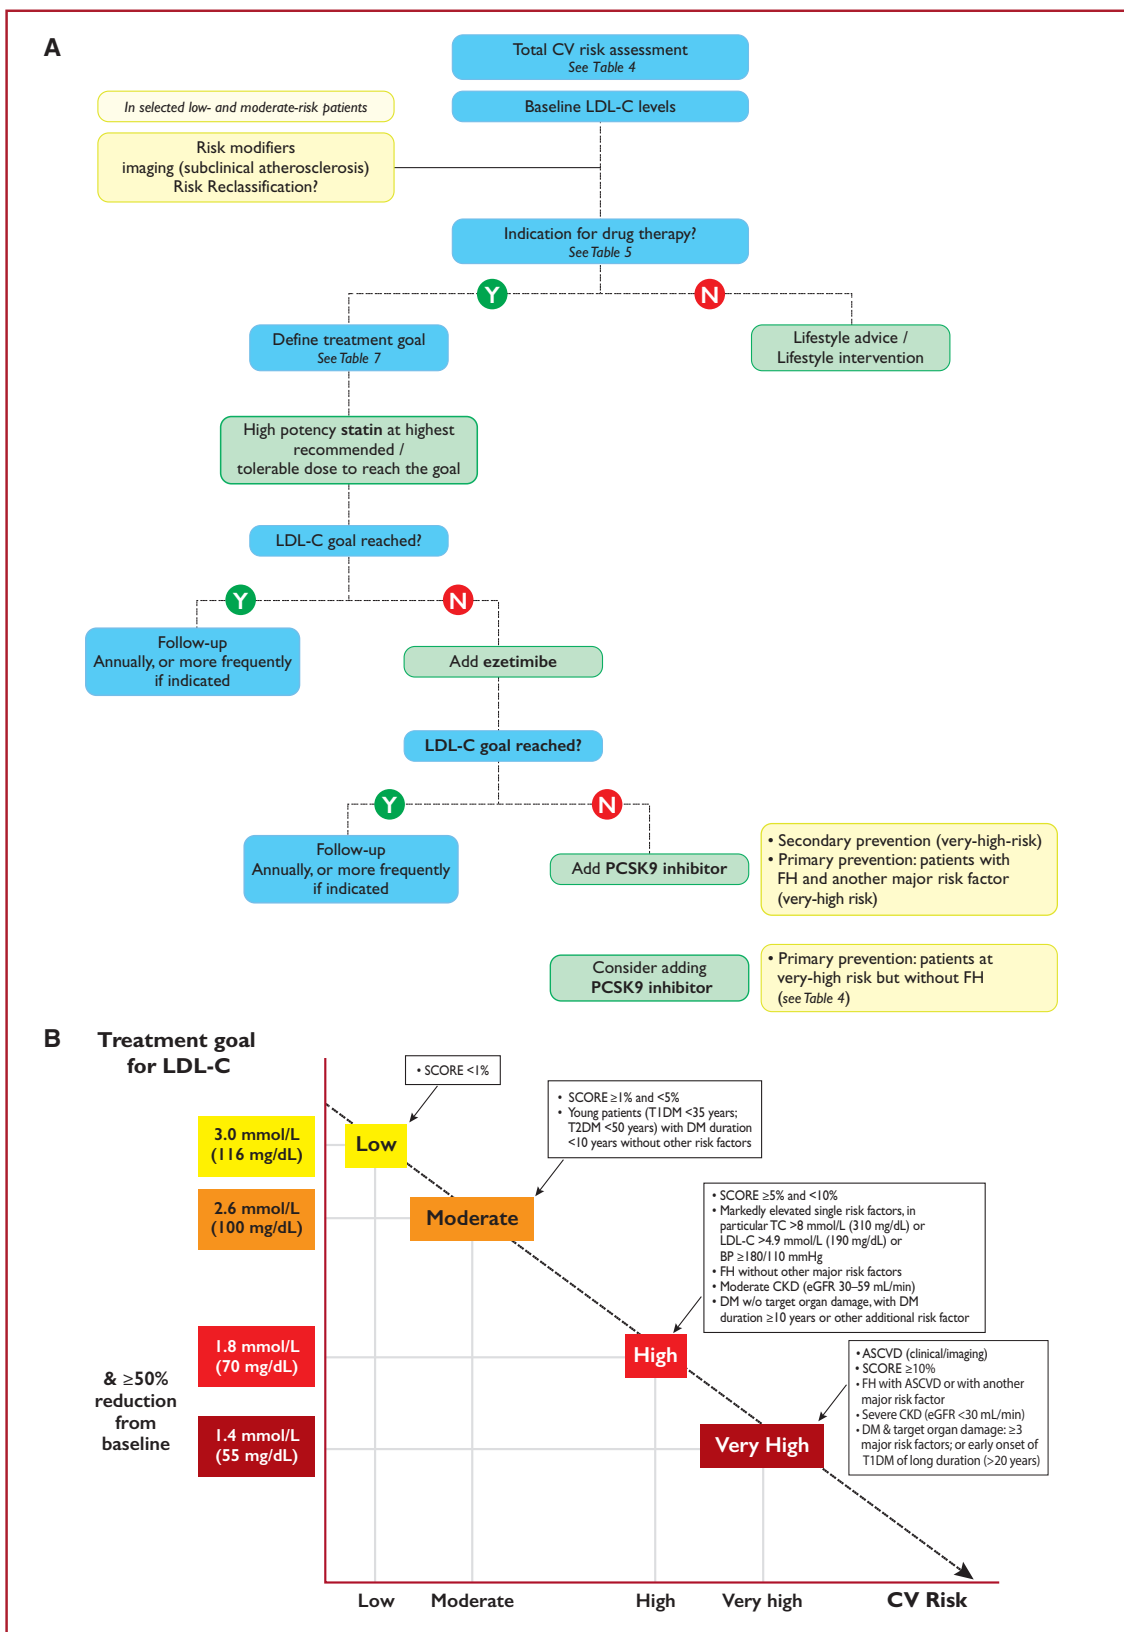 A
Total CV risk assessment
See Table 4
In selected low- and moderate-risk patients
Baseline LDL-C levels
Risk modifiers
imaging (subclinical atherosclerosis)
Risk Reclassification?
Indication for drug therapy?
See Table 5
Y
N
Define treatment goal
See Table 7
Lifestyle advice /
Lifestyle intervention
High potency statin at highest
recommended /
tolerable dose to reach the goal
LDL-C goal reached?
Y
N
Follow-up
Annually, or more frequently
if indicated
Add ezetimibe
LDL-C goal reached?
Y
N
Follow-up
Annually, or more frequently
if indicated
Add PCSK9 inhibitor
• Secondary prevention (very-high-risk)
• Primary prevention: patients with
FH and another major risk factor
(very-high risk)
Consider adding
PCSK9 inhibitor
• Primary prevention: patients at
very-high risk but without FH
(see Table 4)
B
Treatment goal
for LDL-C
• SCORE <1%
• SCORE ≥1% and <5%
• Young patients (T1DM <35 years;
T2DM <50 years) with DM duration
<10 years without other risk factors
3.0 mmol/L
(116 mg/dL)
Low
2.6 mmol/L
(100 mg/dL)
Moderate
• SCORE ≥5% and <10%
• Markedly elevated single risk factors, in
particular TC >8 mmol/L (310 mg/dL) or
LDL-C >4.9 mmol/L (190 mg/dL) or
BP ≥180/110 mmHg
• FH without other major risk factors
• Moderate CKD (eGFR 30–59 mL/min)
• DM w/o target organ damage, with DM
duration ≥10 years or other additional risk factor
1.8 mmol/L
(70 mg/dL)
High
• ASCVD (clinical/imaging)
• SCORE ≥10%
• FH with ASCVD or with another
major risk factor
• Severe CKD (eGFR <30 mL/min)
• DM & target organ damage: ≥3
major risk factors; or early onset of
T1DM of long duration (>20 years)
& ≥50%
reduction
from
baseline
1.4 mmol/L
(55 mg/dL)
Very High
Low
Moderate
High
Very high
CV Risk